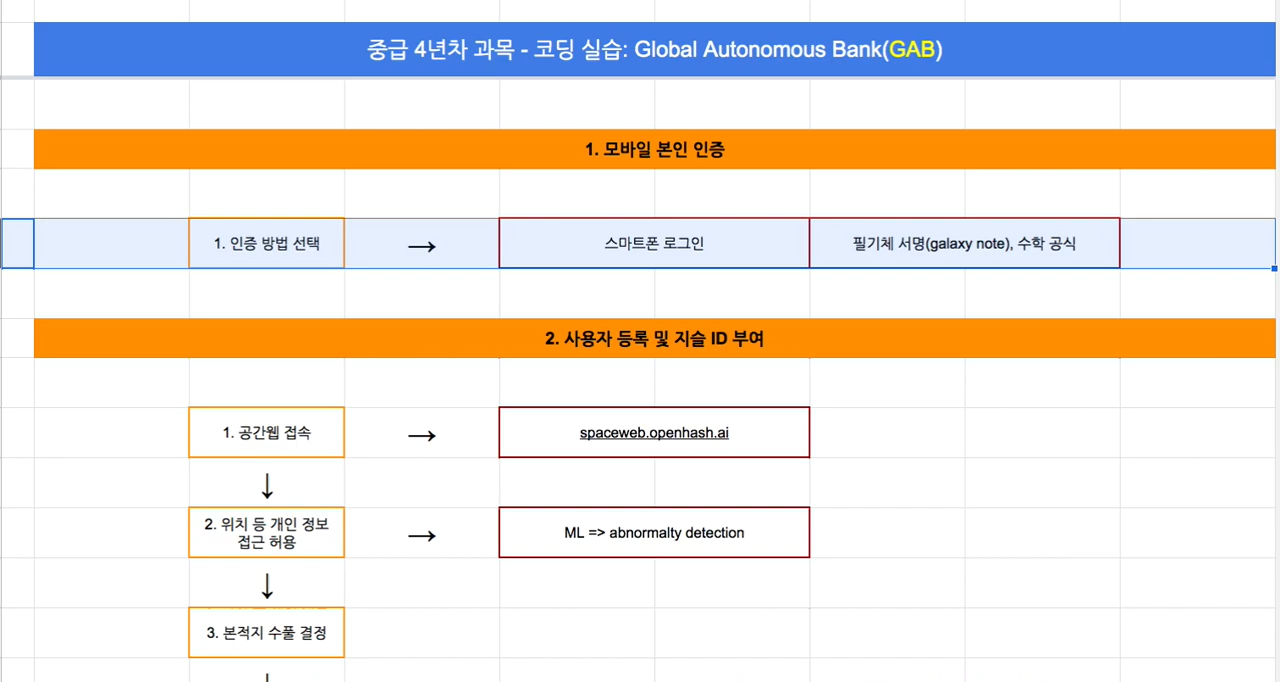 중급 4년차 과목 - 코딩 실습: Global Autonomous Bank(GAB)
1. 모바일 본인 인증
1. 인증 방법 선택 → 스마트폰 로그인 필기체 서명(galaxy note), 수학 공식
2. 사용자 등록 및 지슬 ID 부여
1. 공간웹 접속 → spaceweb.openhash.ai
↓
2. 위치 등 개인 정보
접근 허용 → ML => abnormalty detection
↓
3. 본적지 수풀 결정